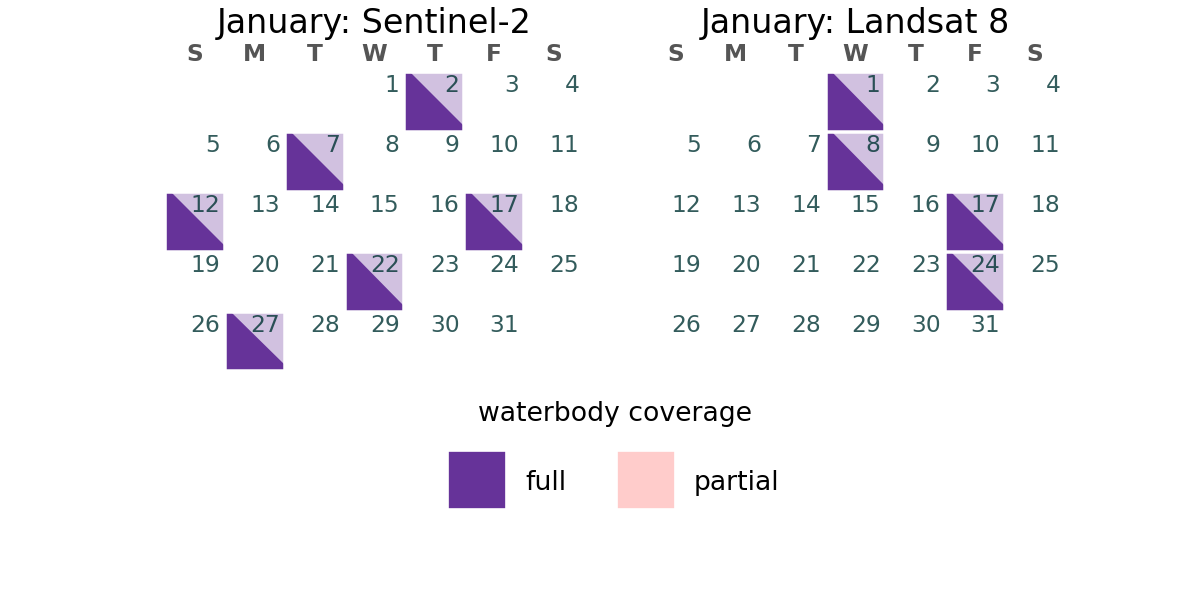 January: Sentinel-2
S M T W T F S
1 2 3 4
5 6 7 8 9 10 11
12 13 14 15 16 17 18
19 20 21 22 23 24 25
26 27 28 29 30 31
January: Landsat 8
S M T W T F S
1 2 3 4
5 6 7 8 9 10 11
12 13 14 15 16 17 18
19 20 21 22 23 24 25
26 27 28 29 30 31
waterbody coverage
full partial